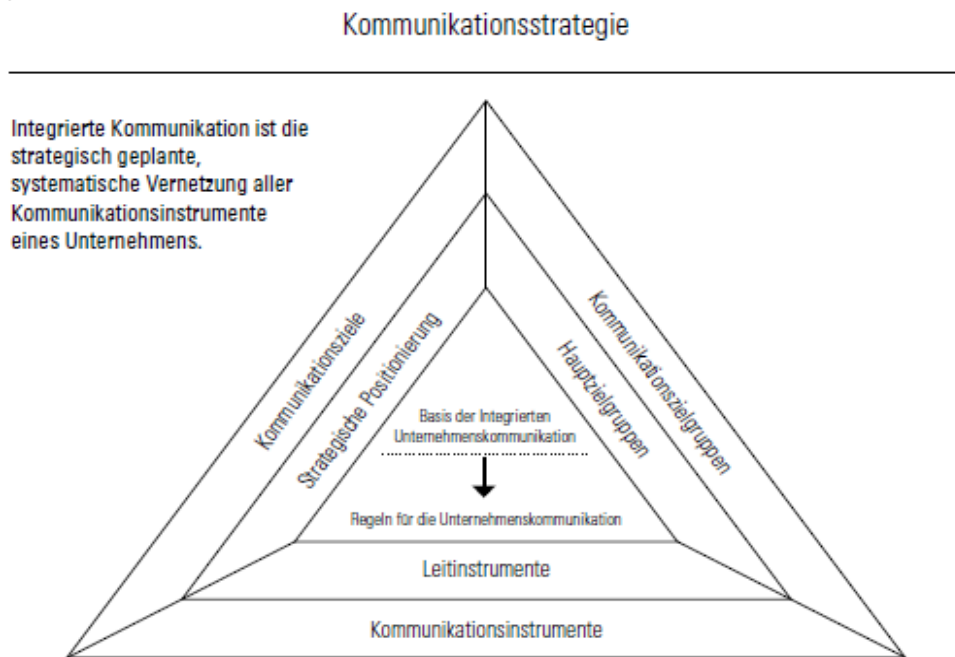 Kommunikationsstrategie
Integrierte Kommunikation ist die
strategisch geplante,
systematische Vernetzung aller
Kommunikationsinstrumente
eines Unternehmens.
Kommunikationsziele
Strategische Positionierung
Hauptzielgruppen
Kommunikationszielgruppen
Basis der Integrierten
Unternehmenskommunikation
Regeln für die Unternehmenskommunikation
Leitinstrumente
Kommunikationsinstrumente